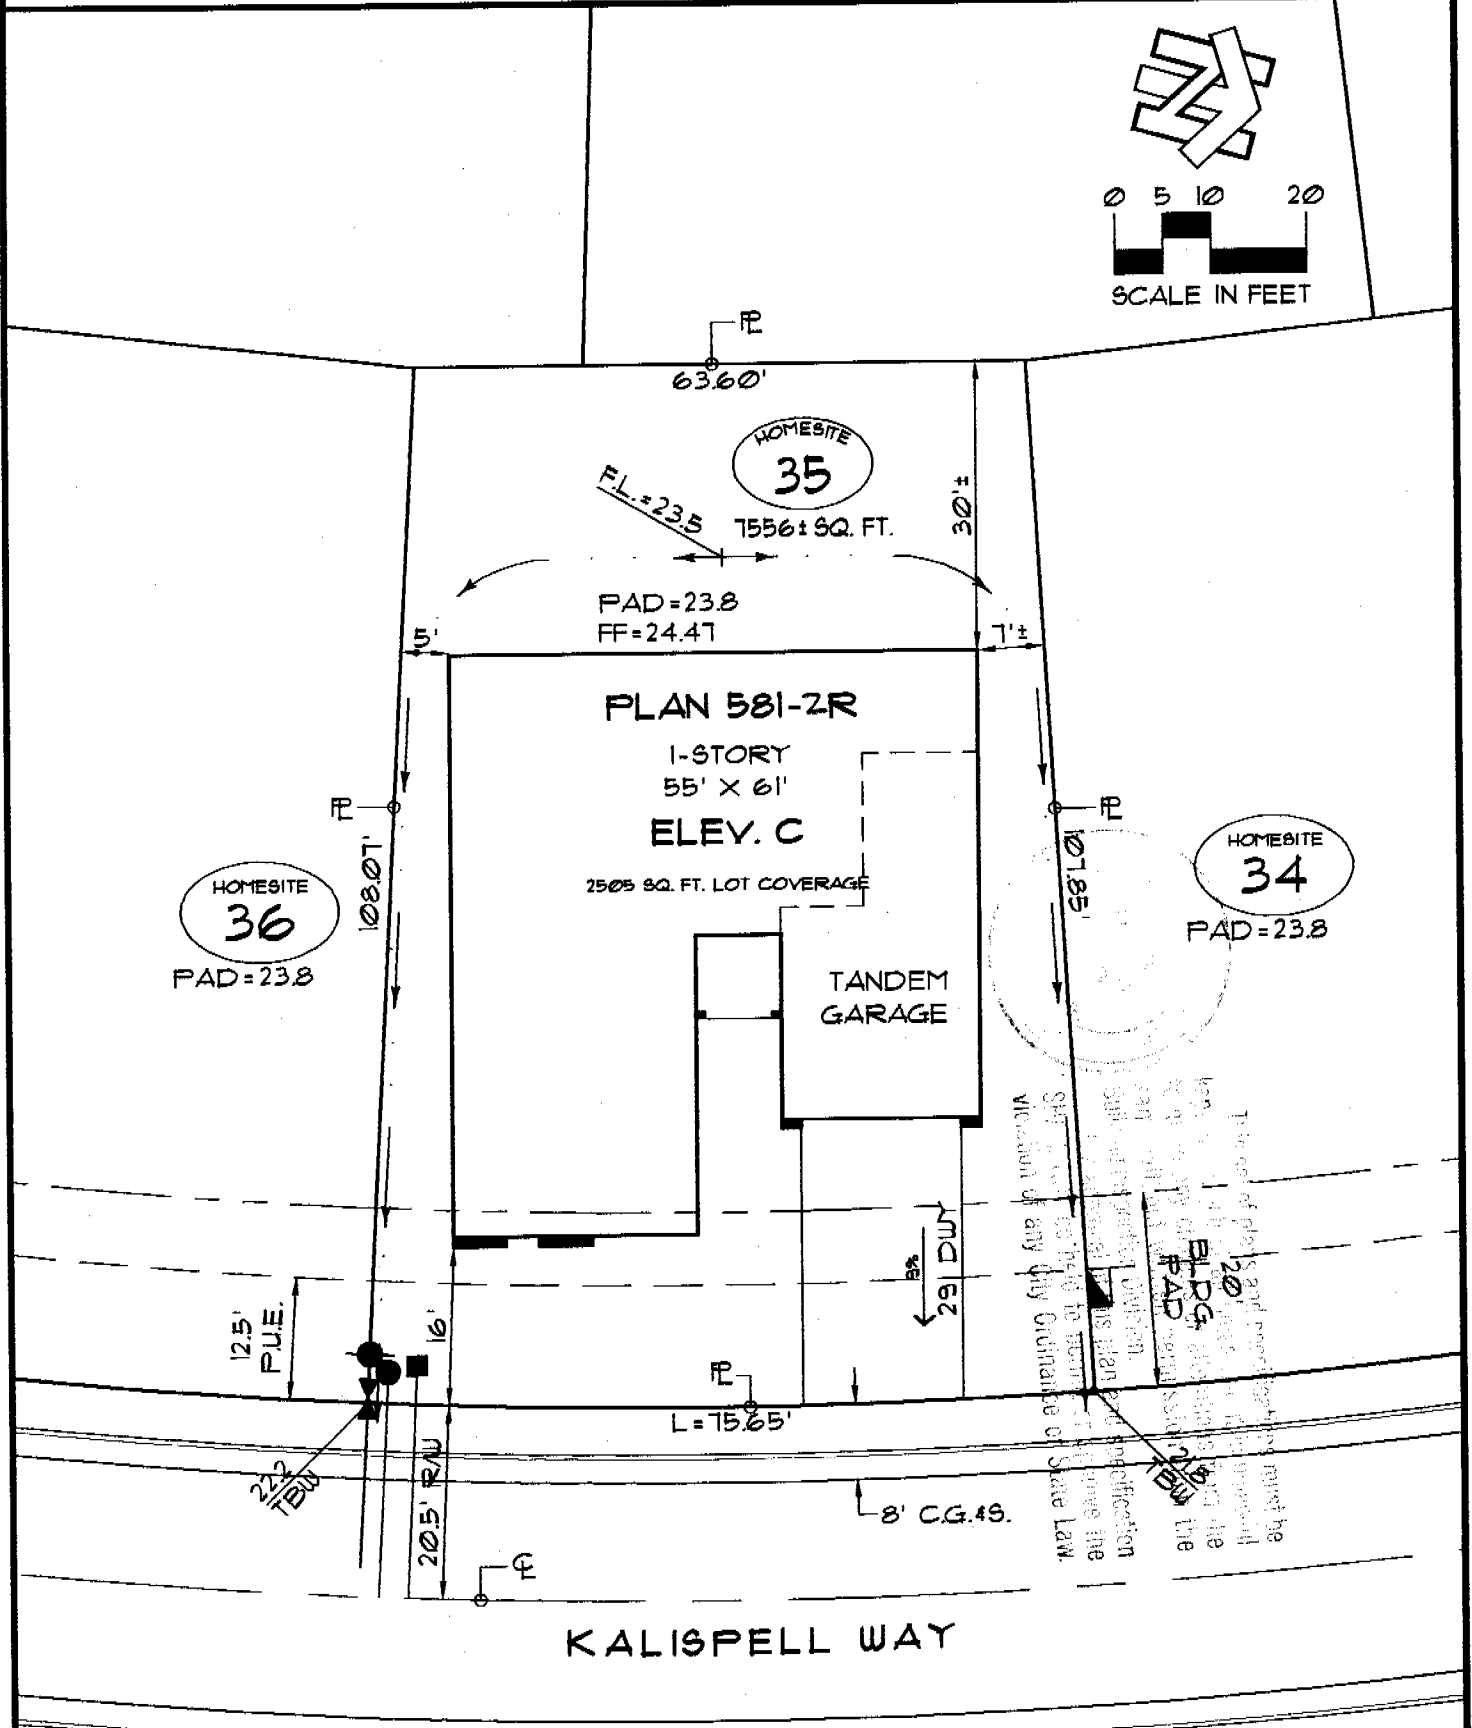 0 5 10 20
SCALE IN FEET
PL
63.60'
HOMESITE
35
7556± SQ. FT.
F.L.=23.5
30'±
PAD=23.8
FF=24.47
5'
7'±
PLAN 581-2R
1-STORY
55' X 61'
ELEV. C
2505 SQ. FT. LOT COVERAGE
PL
108.07'
PL
107.85'
HOMESITE
36
PAD=23.8
HOMESITE
34
PAD=23.8
TANDEM
GARAGE
12.5'
P.U.E.
16'
29' DW
20'
BLDG
PAD
PL
L=75.65'
22.2
TBW
21.8
TBW
20.5' R/W
8' C.G.&S.
CL
violation of any City Ordinance or State Law.
KALISPELL WAY